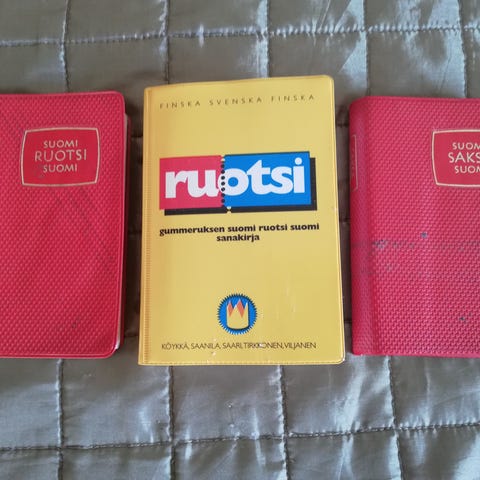 SUOMI
RUOTSI
SUOMI
FINSKA SVENSKA FINSKA
ruotsi
gummeruksen suomi ruotsi suomi
sanakirja
KÖYKKÄ, SAANILA, SAARI, TIRKKONEN, VILJANEN
SUOMI
SAKSA
SUOMI